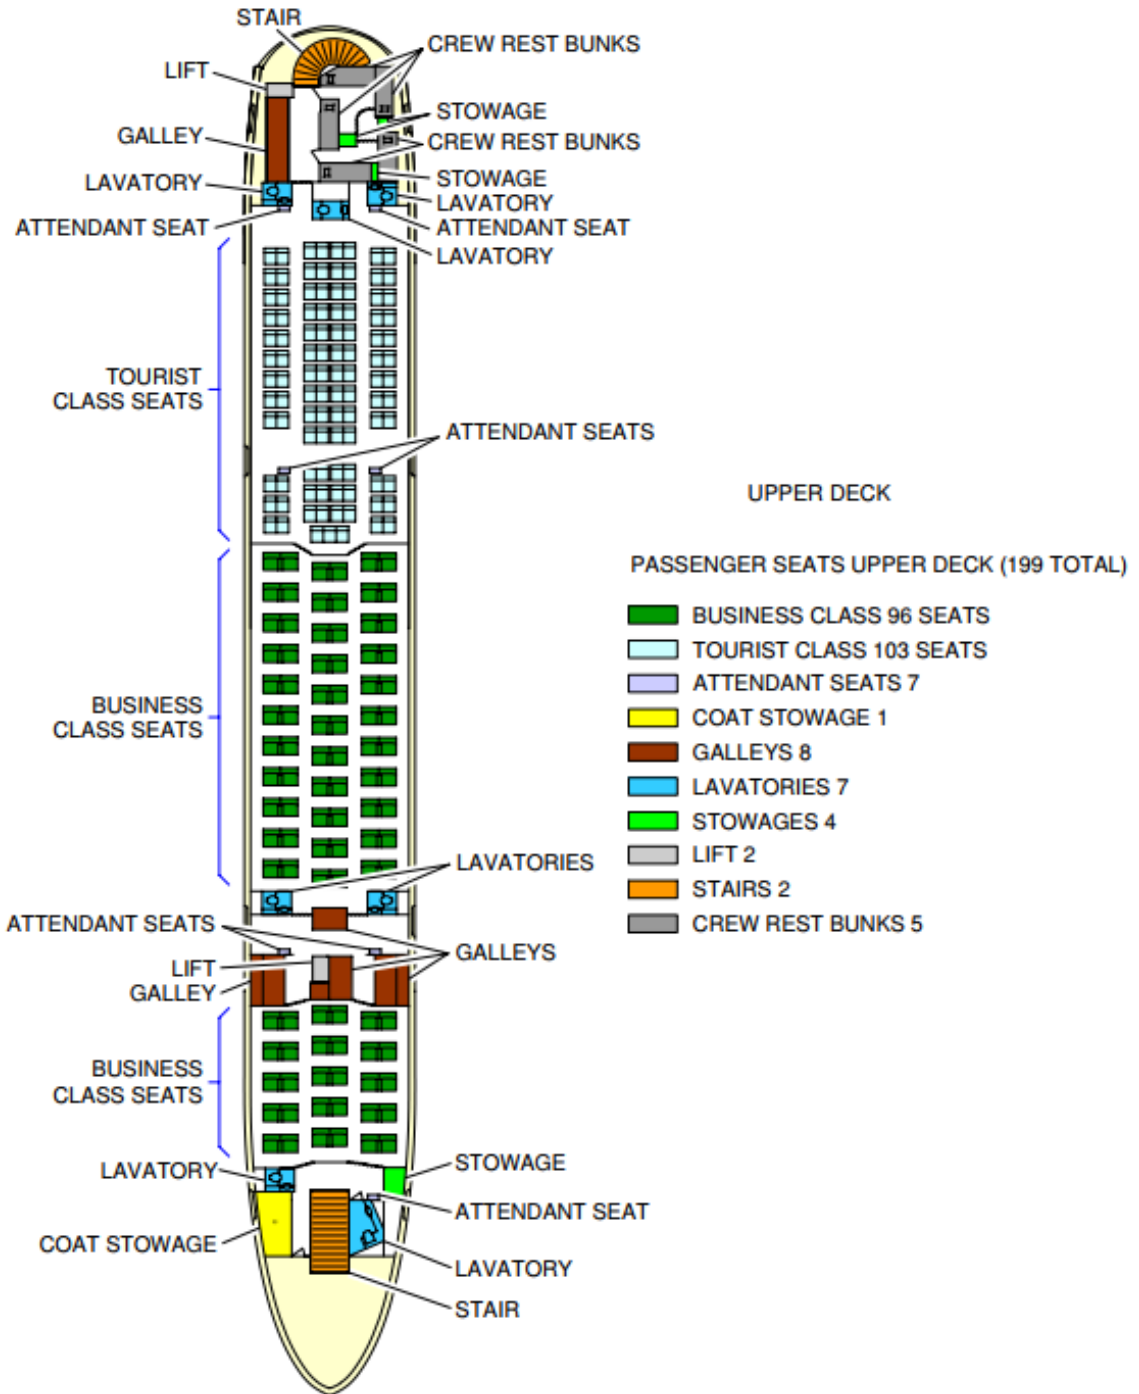 STAIR
CREW REST BUNKS
LIFT
STOWAGE
GALLEY
CREW REST BUNKS
LAVATORY
STOWAGE
LAVATORY
ATTENDANT SEAT
ATTENDANT SEAT
LAVATORY
TOURIST
CLASS SEATS
ATTENDANT SEATS
UPPER DECK
PASSENGER SEATS UPPER DECK (199 TOTAL)
BUSINESS CLASS 96 SEATS
TOURIST CLASS 103 SEATS
ATTENDANT SEATS 7
COAT STOWAGE 1
GALLEYS 8
LAVATORIES 7
STOWAGES 4
LIFT 2
STAIRS 2
CREW REST BUNKS 5
BUSINESS
CLASS SEATS
LAVATORIES
ATTENDANT SEATS
GALLEYS
LIFT
GALLEY
BUSINESS
CLASS SEATS
LAVATORY
STOWAGE
ATTENDANT SEAT
COAT STOWAGE
LAVATORY
STAIR